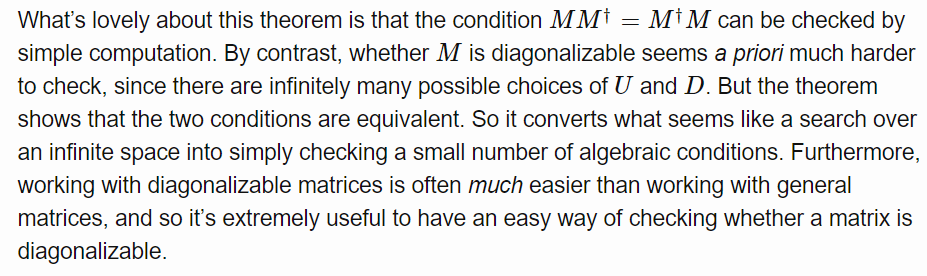 What's lovely about this theorem is that the condition MM† = M†M can be checked by
simple computation. By contrast, whether M is diagonalizable seems a priori much harder
to check, since there are infinitely many possible choices of U and D. But the theorem
shows that the two conditions are equivalent. So it converts what seems like a search over
an infinite space into simply checking a small number of algebraic conditions. Furthermore,
working with diagonalizable matrices is often much easier than working with general
matrices, and so it's extremely useful to have an easy way of checking whether a matrix is
diagonalizable.